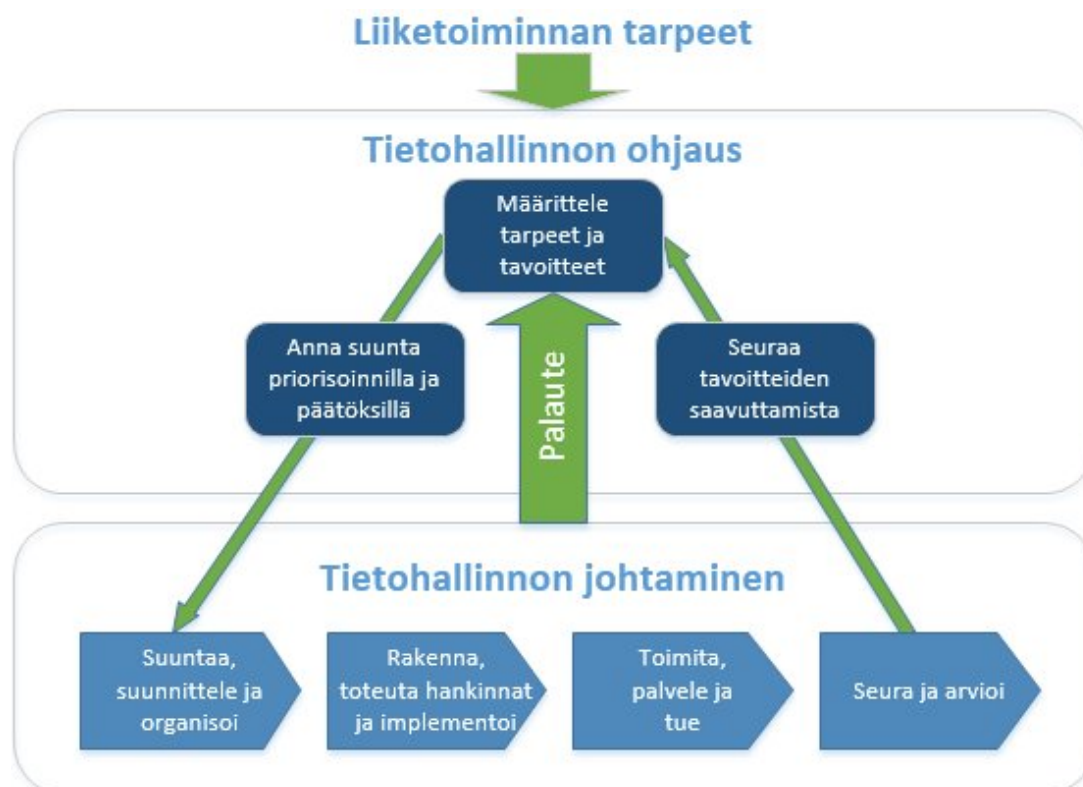 Liiketoiminnan tarpeet
Tietohallinnon ohjaus
Määrittele
tarpeet ja
tavoitteet
Anna suunta
priorisoinnilla ja
päätöksillä
Palaute
Seuraa
tavoitteiden
saavuttamista
Tietohallinnon johtaminen
Suuntaa,
suunnittele ja
organisoi
Rakenna,
toteuta hankinnat
ja implementoi
Toimita,
palvele ja
tue
Seura ja arvioi